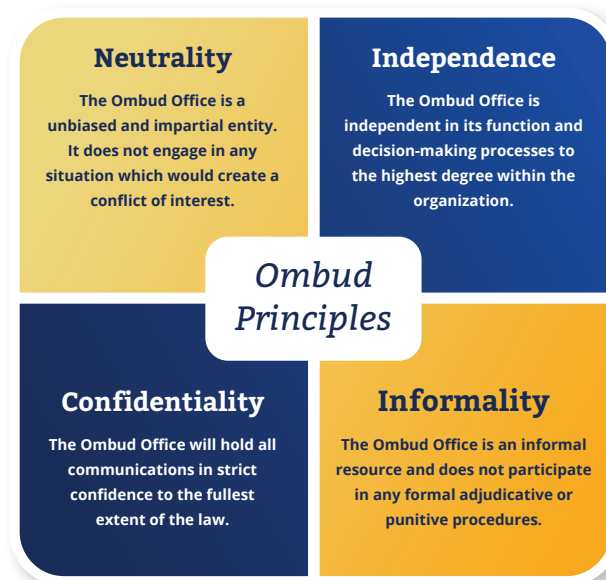 Neutrality
The Ombud Office is a
unbiased and impartial entity.
It does not engage in any
situation which would create a
conflict of interest.
Independence
The Ombud Office is
independent in its function and
decision-making processes to
the highest degree within the
organization.
Ombud
Principles
Confidentiality
The Ombud Office will hold all
communications in strict
confidence to the fullest
extent of the law.
Informality
The Ombud Office is an informal
resource and does not participate
in any formal adjudicative or
punitive procedures.